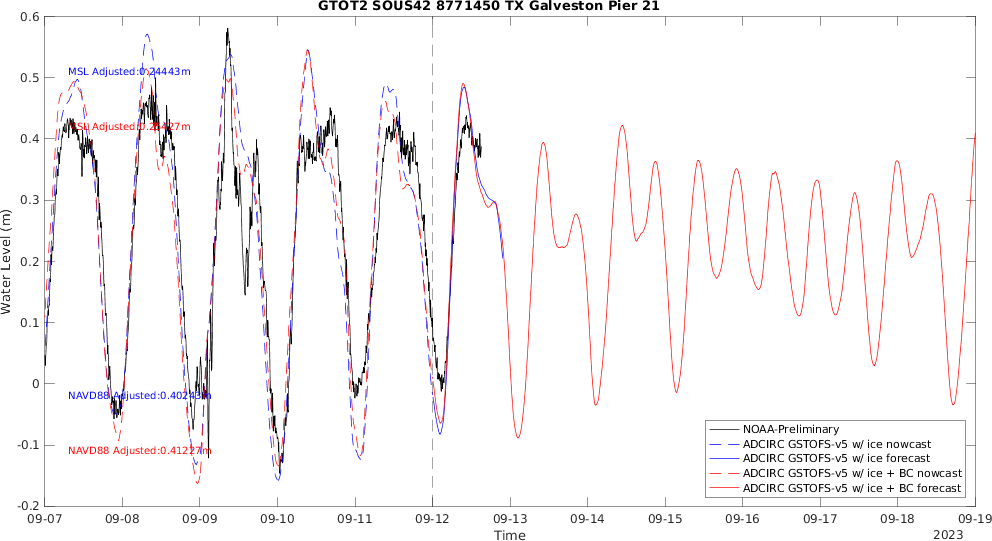 GTOT2 SOUS42 8771450 TX Galveston Pier 21
Water Level (m)
0.6
0.5
0.4
0.3
0.2
0.1
0
-0.1
-0.2
MSL Adjusted:0.24443m
NAVD88
NAVD88 Adjusted:0.41227m
NOAA-Preliminary
ADCIRC GSTOFS-v5 w/ ice nowcast
ADCIRC GSTOFS-v5 w/ ice forecast
ADCIRC GSTOFS-v5 w/ ice + BC nowcast
ADCIRC GSTOFS-v5 w/ ice + BC forecast
09-07 09-08 09-09 09-10 09-11 09-12 09-13 09-14 09-15 09-16 09-17 09-18 09-19
Time
2023